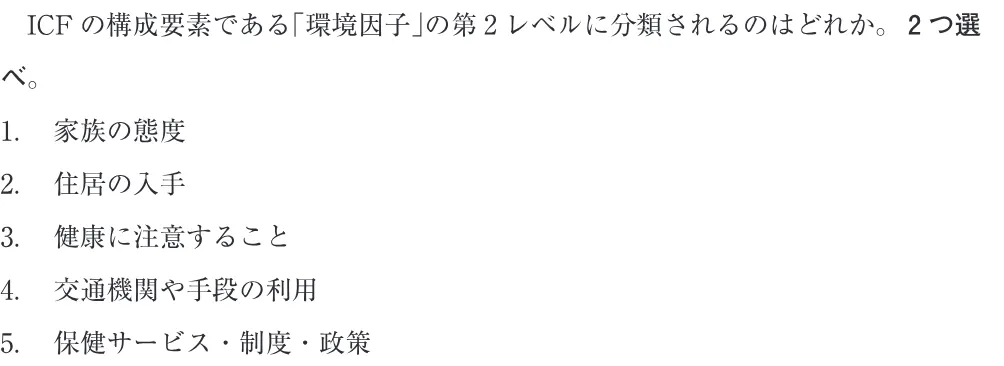 ICFの構成要素である「環境因子」の第2レベルに分類されるのはどれか。2つ選
べ。
1. 家族の態度
2. 住居の入手
3. 健康に注意すること
4. 交通機関や手段の利用
5. 保健サービス・制度・政策